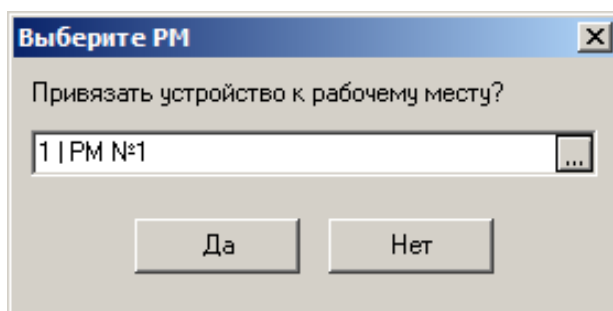 Выберите РМ
Привязать устройство к рабочему месту?
1 | РМ №1
...
Да
Нет